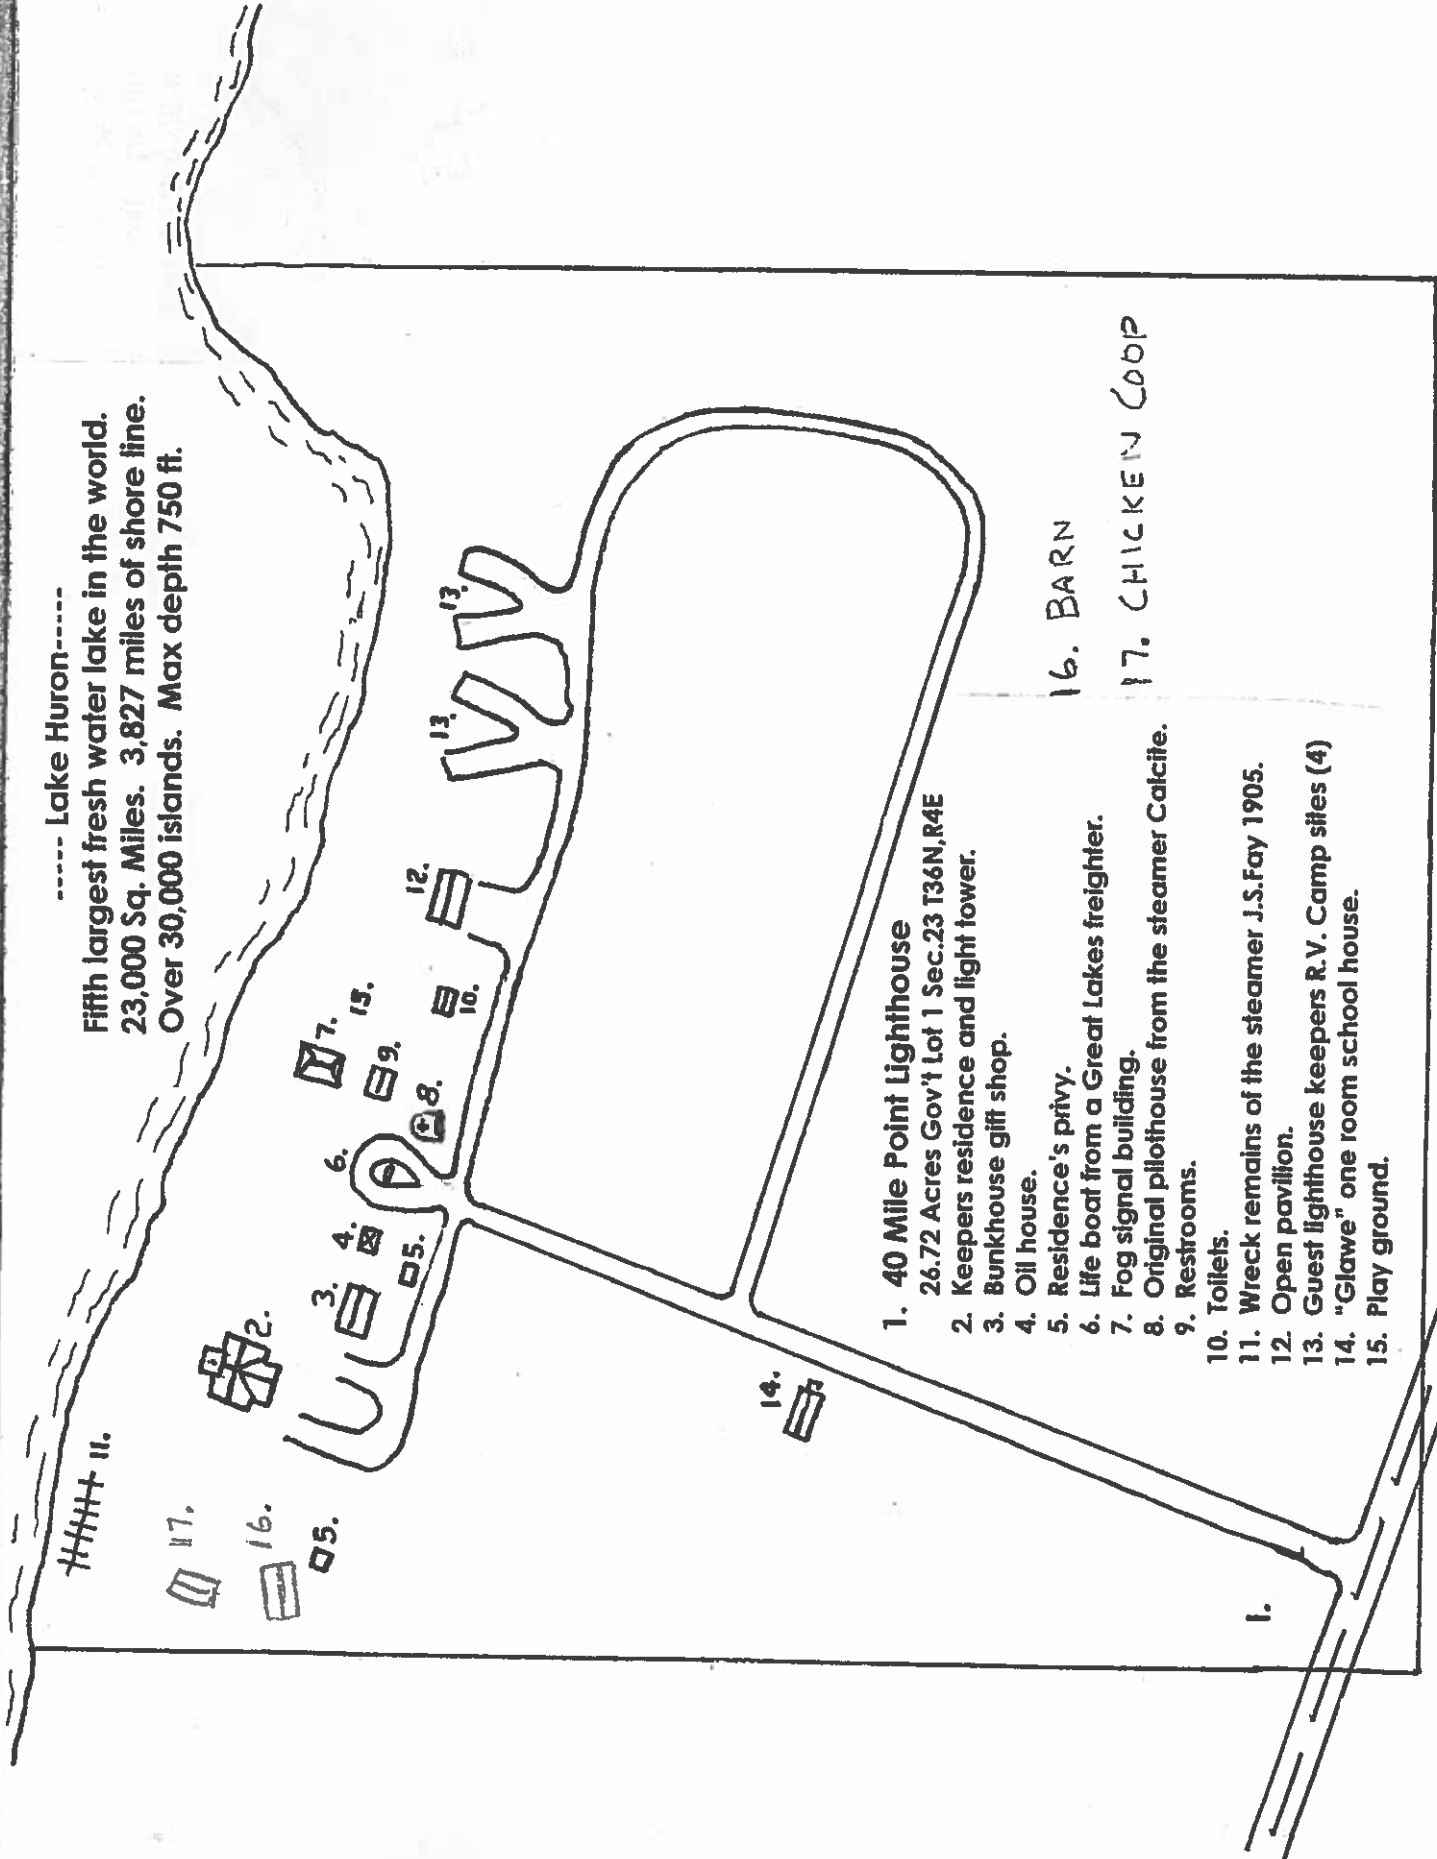 ----- Lake Huron-----
Fifth largest fresh water lake in the world.
23,000 Sq. Miles. 3,827 miles of shore line.
Over 30,000 islands. Max depth 750 ft.
11.
17.
16.
5.
2.
3.
4.
5.
6.
7.
15.
9.
8.
10.
12.
13.
13.
14.
1.
1. 40 Mile Point Lighthouse
26.72 Acres Gov't Lot 1 Sec.23 T36N,R4E
2. Keepers residence and light tower.
3. Bunkhouse gift shop.
4. Oil house.
5. Residence's privy.
6. Life boat from a Great Lakes freighter.
7. Fog signal building.
8. Original pilothouse from the steamer Calcite.
9. Restrooms.
10. Toilets.
11. Wreck remains of the steamer J.S.Fay 1905.
12. Open pavilion.
13. Guest lighthouse keepers R.V. Camp sites (4)
14. "Glawe" one room school house.
15. Play ground.
16. BARN
17. CHICKEN COOP